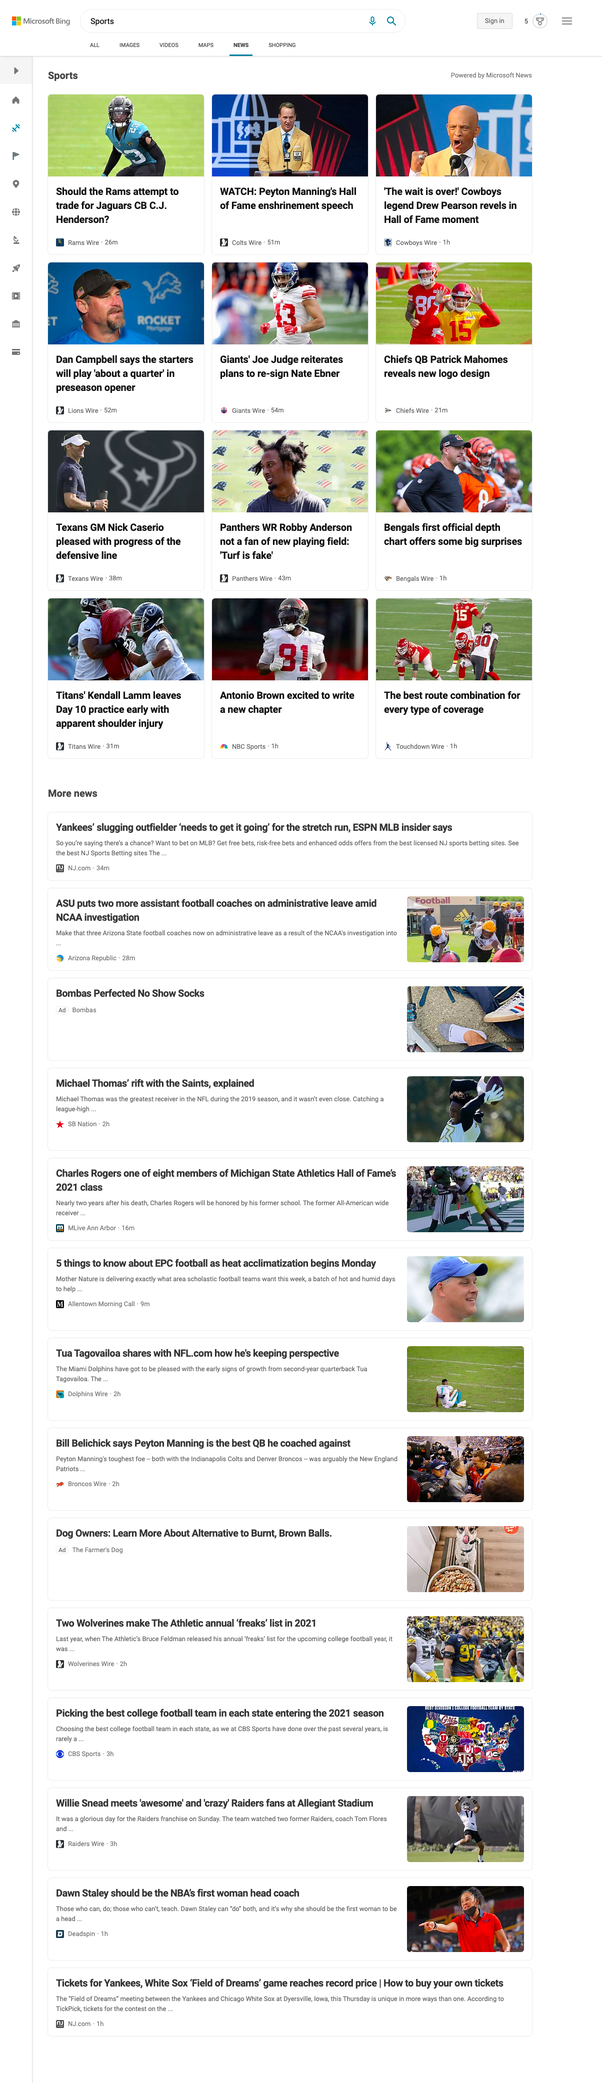 Microsoft Bing
Sports
Sign in
5
ALL
IMAGES
VIDEOS
MAPS
NEWS
SHOPPING
Sports
Powered by Microsoft News
Should the Rams attempt to
trade for Jaguars CB C.J.
Henderson?
Rams Wire · 26m
WATCH: Peyton Manning's Hall
of Fame enshrinement speech
Colts Wire · 51m
'The wait is over!' Cowboys
legend Drew Pearson revels in
Hall of Fame moment
Cowboys Wire · 1h
ROCKET
Mortgage
Dan Campbell says the starters
will play 'about a quarter' in
preseason opener
Lions Wire · 52m
13
Giants' Joe Judge reiterates
plans to re-sign Nate Ebner
Giants Wire · 54m
15
Chiefs QB Patrick Mahomes
reveals new logo design
Chiefs Wire · 21m
Texans GM Nick Caserio
pleased with progress of the
defensive line
Texans Wire · 38m
Panthers WR Robby Anderson
not a fan of new playing field:
'Turf is fake'
Panthers Wire · 43m
Bengals first official depth
chart offers some big surprises
Bengals Wire · 1h
Titans' Kendall Lamm leaves
Day 10 practice early with
apparent shoulder injury
Titans Wire · 31m
81
Antonio Brown excited to write
a new chapter
NBC Sports · 1h
15
30
The best route combination for
every type of coverage
Touchdown Wire · 1h
More news
Yankees’ slugging outfielder ‘needs to get it going’ for the stretch run, ESPN MLB insider says
So you’re saying there’s a chance? Want to bet on MLB? Get free bets, risk-free bets and enhanced odds offers from the best licensed NJ sports betting sites. See
the best NJ Sports Betting sites The ...
NJ.com · 34m
ASU puts two more assistant football coaches on administrative leave amid
NCAA investigation
Make that three Arizona State football coaches now on administrative leave as a result of the NCAA's investigation into
...
Arizona Republic · 28m
Football
Bombas Perfected No Show Socks
Ad Bombas
Michael Thomas’ rift with the Saints, explained
Michael Thomas was the greatest receiver in the NFL during the 2019 season, and it wasn’t even close. Catching a
league-high ...
SB Nation · 2h
Charles Rogers one of eight members of Michigan State Athletics Hall of Fame’s
2021 class
Nearly two years after his death, Charles Rogers will be honored by his former school. The former All-American wide
receiver ...
MLive Ann Arbor · 16m
5 things to know about EPC football as heat acclimatization begins Monday
Mother Nature is delivering exactly what area scholastic football teams want this week, a batch of hot and humid days
to help ...
Allentown Morning Call · 9m
Tua Tagovailoa shares with NFL.com how he's keeping perspective
The Miami Dolphins have got to be pleased with the early signs of growth from second-year quarterback Tua
Tagovailoa. The ...
Dolphins Wire · 2h
Bill Belichick says Peyton Manning is the best QB he coached against
Peyton Manning's toughest foe – both with the Indianapolis Colts and Denver Broncos – was arguably the New England
Patriots ...
Broncos Wire · 2h
Dog Owners: Learn More About Alternative to Burnt, Brown Balls.
Ad The Farmer's Dog
Two Wolverines make The Athletic annual ‘freaks’ list in 2021
Last year, when The Athletic's Bruce Feldman released his annual ‘freaks’ list for the upcoming college football year, it
was ...
Wolverines Wire · 2h
97
Picking the best college football team in each state entering the 2021 season
Choosing the best college football team in each state, as we at CBS Sports have done over the past several years, is
rarely a ...
CBS Sports · 3h
Willie Snead meets 'awesome' and 'crazy' Raiders fans at Allegiant Stadium
It was a glorious day for the Raiders franchise on Sunday. The team watched two former Raiders, coach Tom Flores
and ...
Raiders Wire · 3h
Dawn Staley should be the NBA’s first woman head coach
Those who can, do; those who can’t, teach. Dawn Staley can “do” both, and it’s why she should be the first woman to be
a head ...
Deadspin · 1h
Tickets for Yankees, White Sox ‘Field of Dreams’ game reaches record price | How to buy your own tickets
The “Field of Dreams” meeting between the Yankees and Chicago White Sox at Dyersville, Iowa, this Thursday is unique in more ways than one. According to
TickPick, tickets for the contest on the ...
NJ.com · 1h